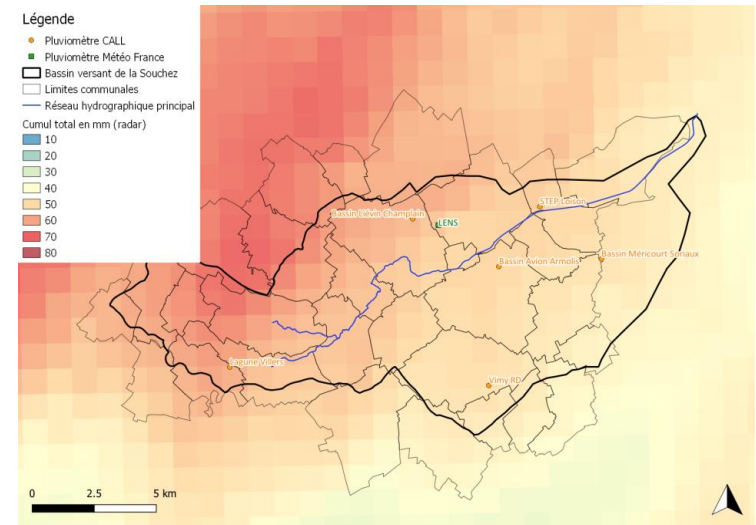 Légende
Pluviomètre CALL
Pluviomètre Météo France
Bassin versant de la Souchez
Limites communales
Réseau hydrographique principal
Cumul total en mm (radar)
10
20
30
40
50
60
70
80
STEP Loison
Bassin Liévin Champlain
LENS
Bassin Méricourt Soriaux
Bassin Avion Armolis
Lagune Villers
Vimy RD
0 2.5 5 km